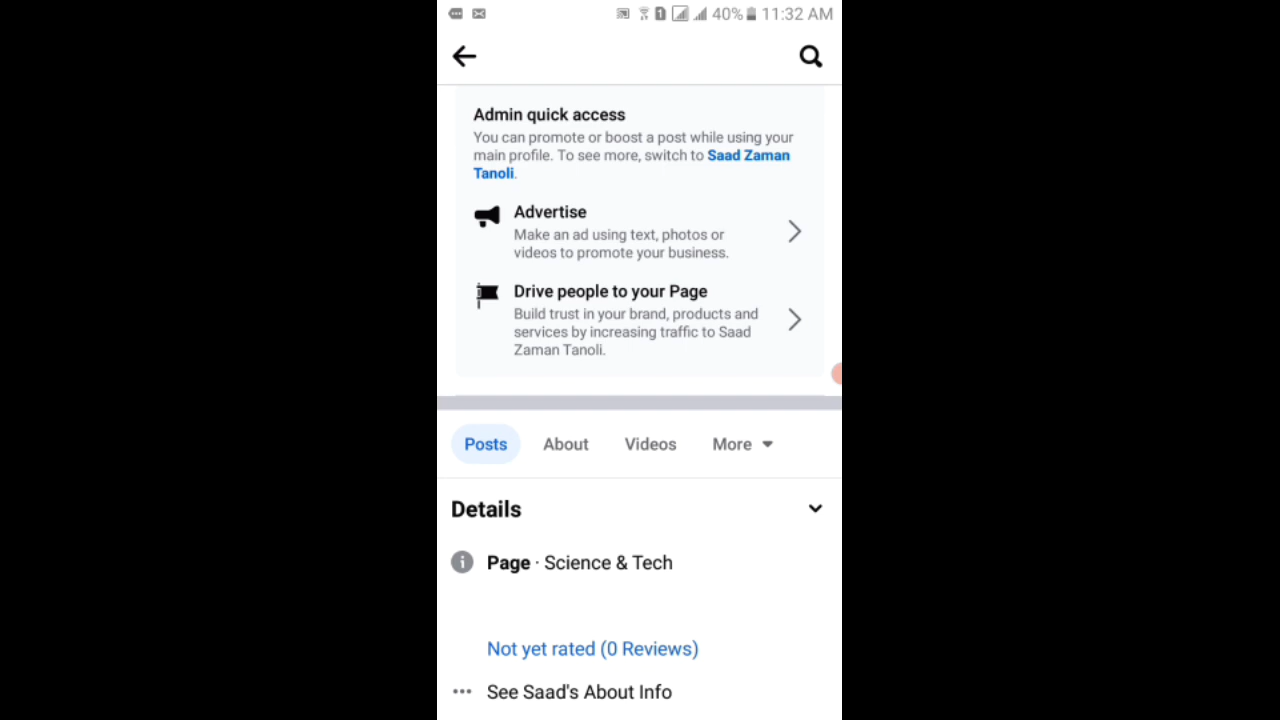 40% 11:32 AM
Admin quick access
You can promote or boost a post while using your
main profile. To see more, switch to Saad Zaman
Tanoli.
Advertise
Make an ad using text, photos or
videos to promote your business.
Drive people to your Page
Build trust in your brand, products and
services by increasing traffic to Saad
Zaman Tanoli.
Posts About Videos More
Details
Page · Science & Tech
Not yet rated (0 Reviews)
See Saad's About Info